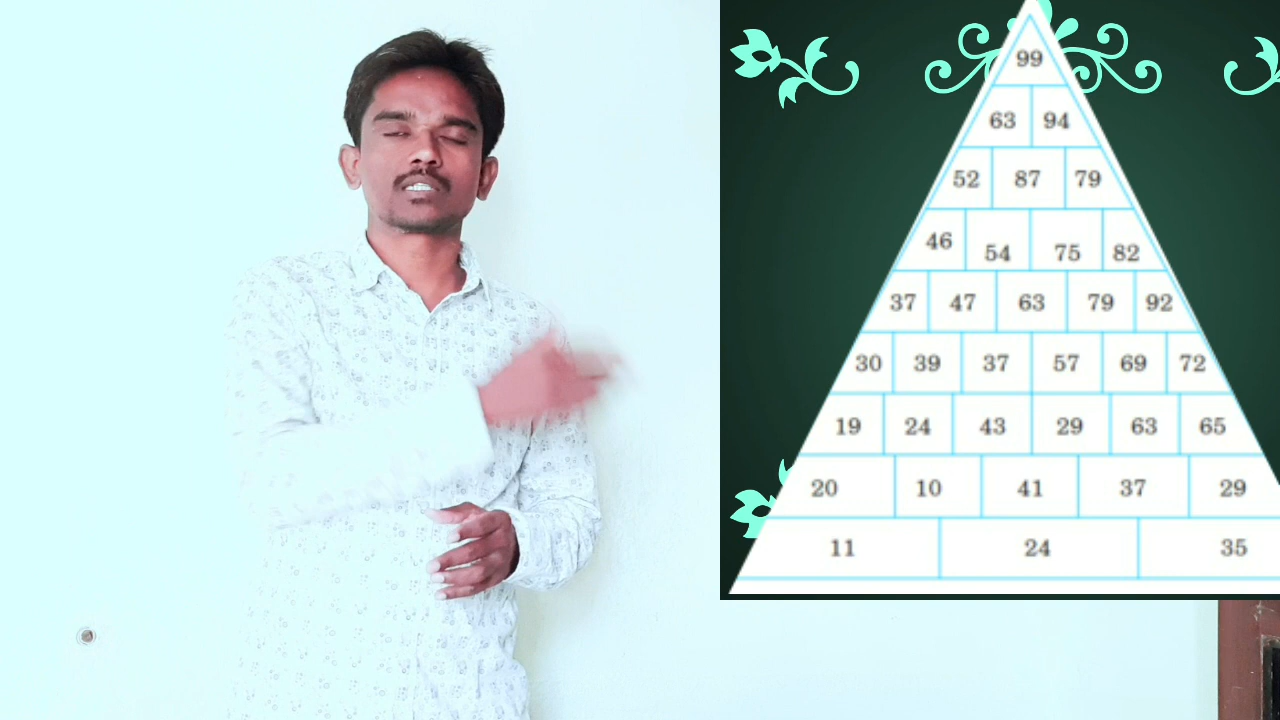 99
63 94
52 87 79
46 54 75 82
37 47 63 79 92
30 39 37 57 69 72
19 24 43 29 63 65
20 10 41 37 29
11 24 35